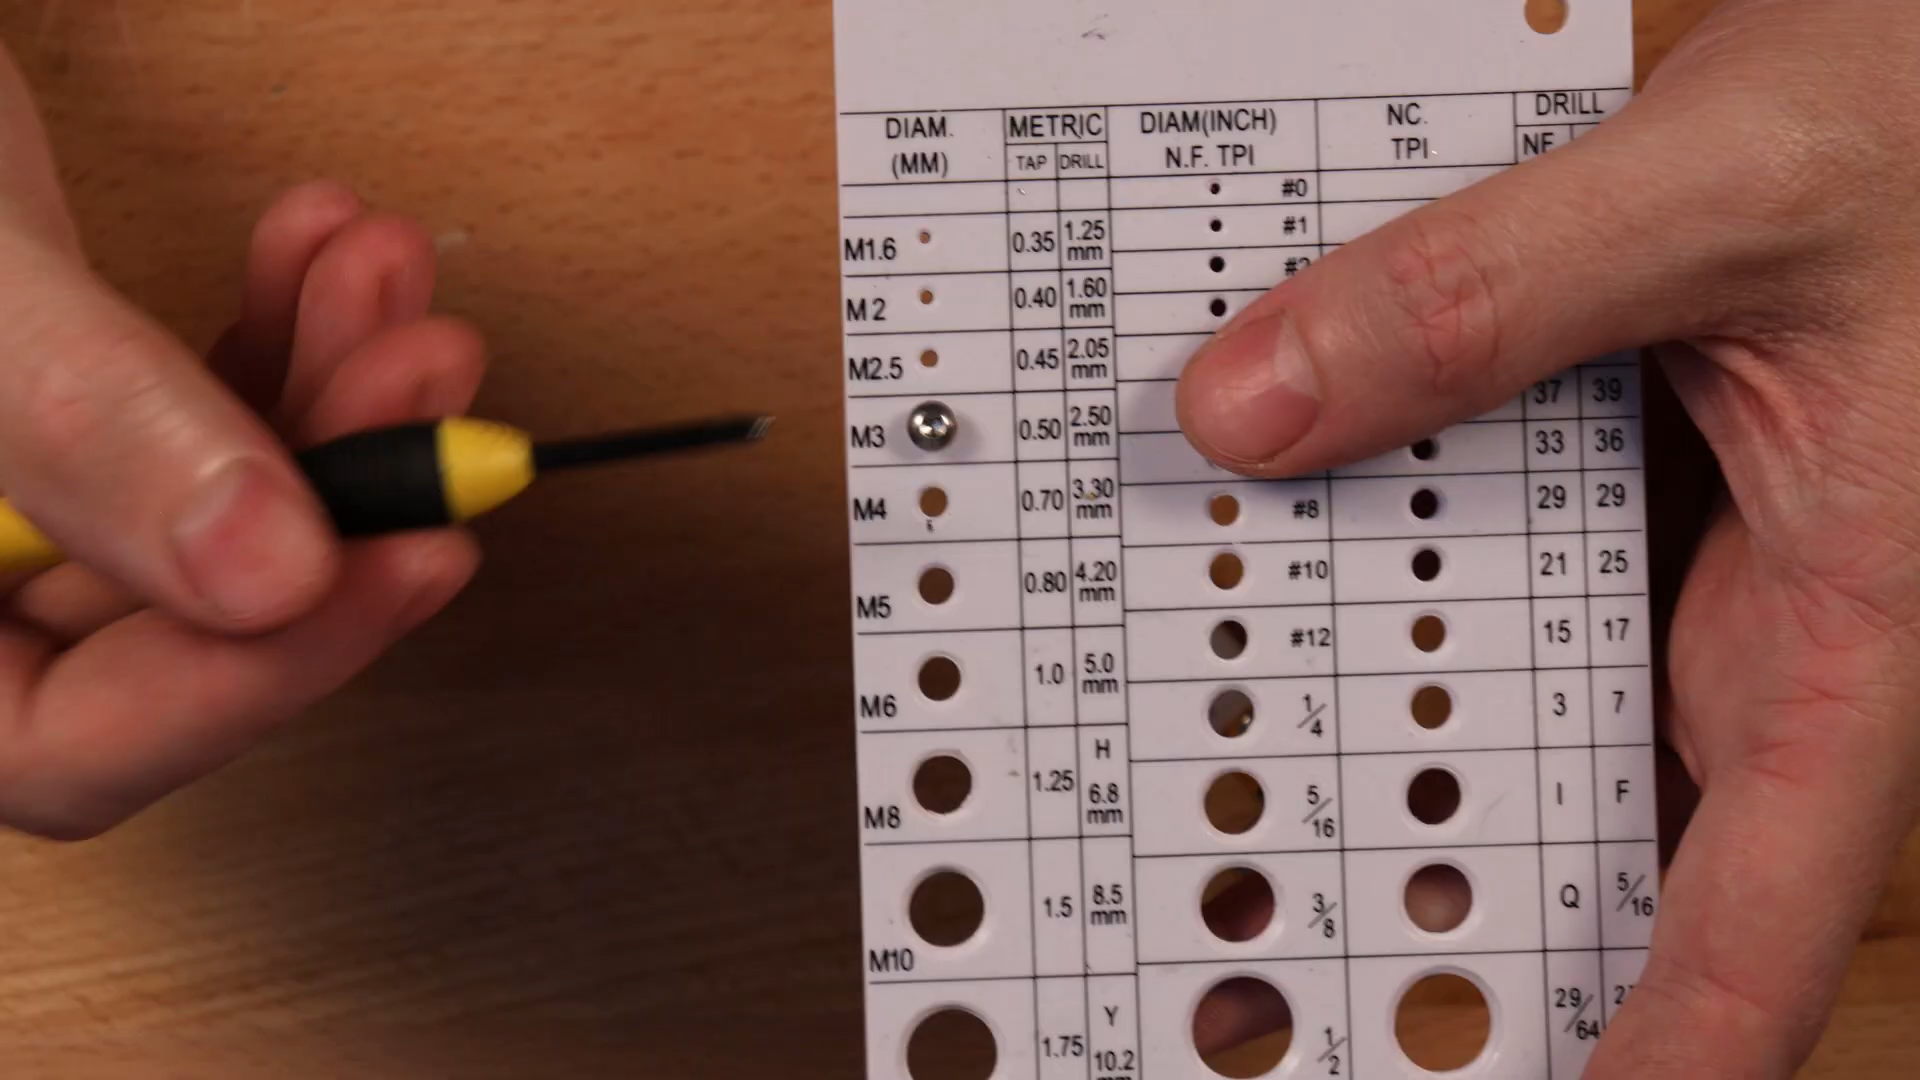 DIAM. (MM) METRIC DIAM(INCH) N.F. TPI NC. TPI DRILL
TAP DRILL NF
#0
M1.6 0.35 1.25 mm #1
M2 0.40 1.60 mm
M2.5 0.45 2.05 mm
M3 0.50 2.50 mm 37 39
33 36
M4 0.70 3.30 mm #8 29 29
M5 0.80 4.20 mm #10 21 25
#12 15 17
M6 1.0 5.0 mm 1/4 3 7
M8 1.25 H 6.8 mm 5/16 I F
M10 1.5 8.5 mm 3/8 Q 5/16
1.75 Y 10.2 1/2 29/64